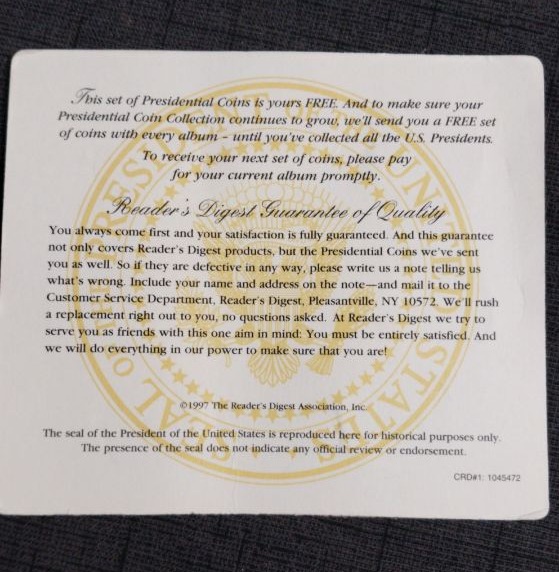 This set of Presidential Coins is yours FREE. And to make sure your
Presidential Coin Collection continues to grow, we'll send you a FREE set
of coins with every album – until you've collected all the U.S. Presidents.
To receive your next set of coins, please pay
for your current album promptly.
Reader's Digest Guarantee of Quality
You always come first and your satisfaction is fully guaranteed. And this guarantee
not only covers Reader's Digest products, but the Presidential Coins we've sent
you as well. So if they are defective in any way, please write us a note telling us
what's wrong. Include your name and address on the note—and mail it to the
Customer Service Department, Reader's Digest, Pleasantville, NY 10572. We'll rush
a replacement right out to you, no questions asked. At Reader's Digest we try to
serve you as friends with this one aim in mind: You must be entirely satisfied. And
we will do everything in our power to make sure that you are!
©1997 The Reader's Digest Association, Inc.
The seal of the President of the United States is reproduced here for historical purposes only.
The presence of the seal does not indicate any official review or endorsement.
CRD#1: 1045472
SEAL OF PRESIDENT UNIT STATES